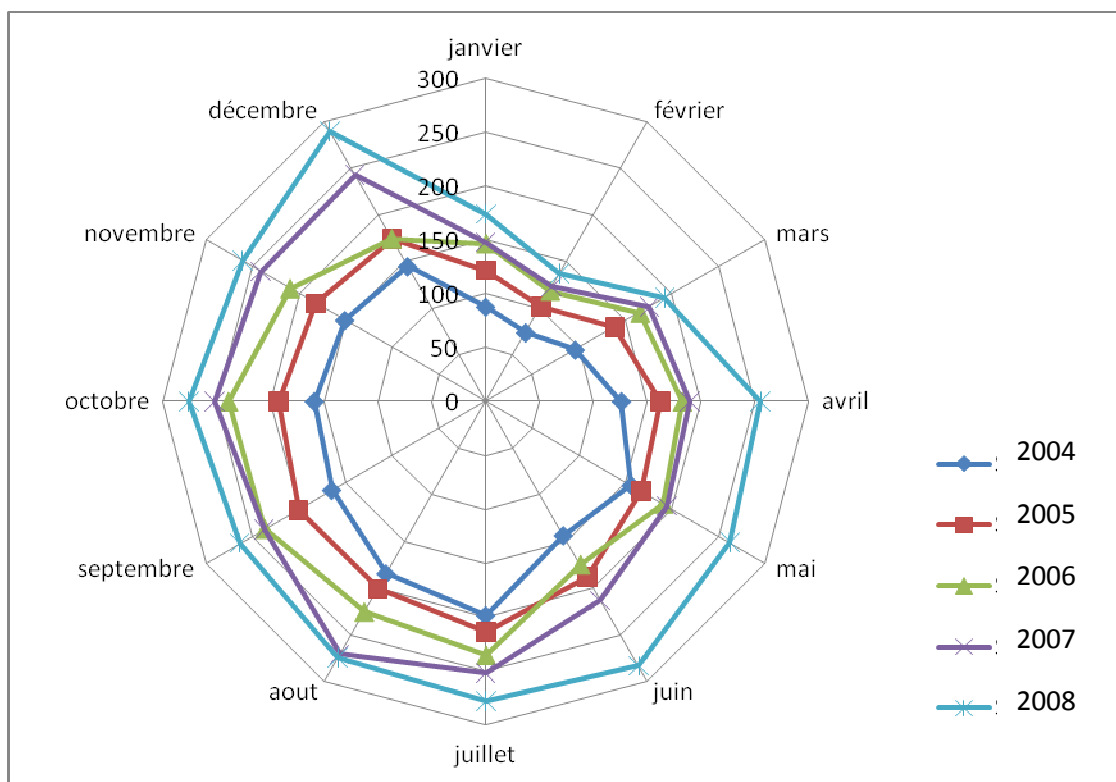 janvier
300
décembre
février
250
200
novembre
mars
150
100
50
octobre
0
avril
2004
2005
septembre
mai
2006
2007
aout
juin
2008
juillet